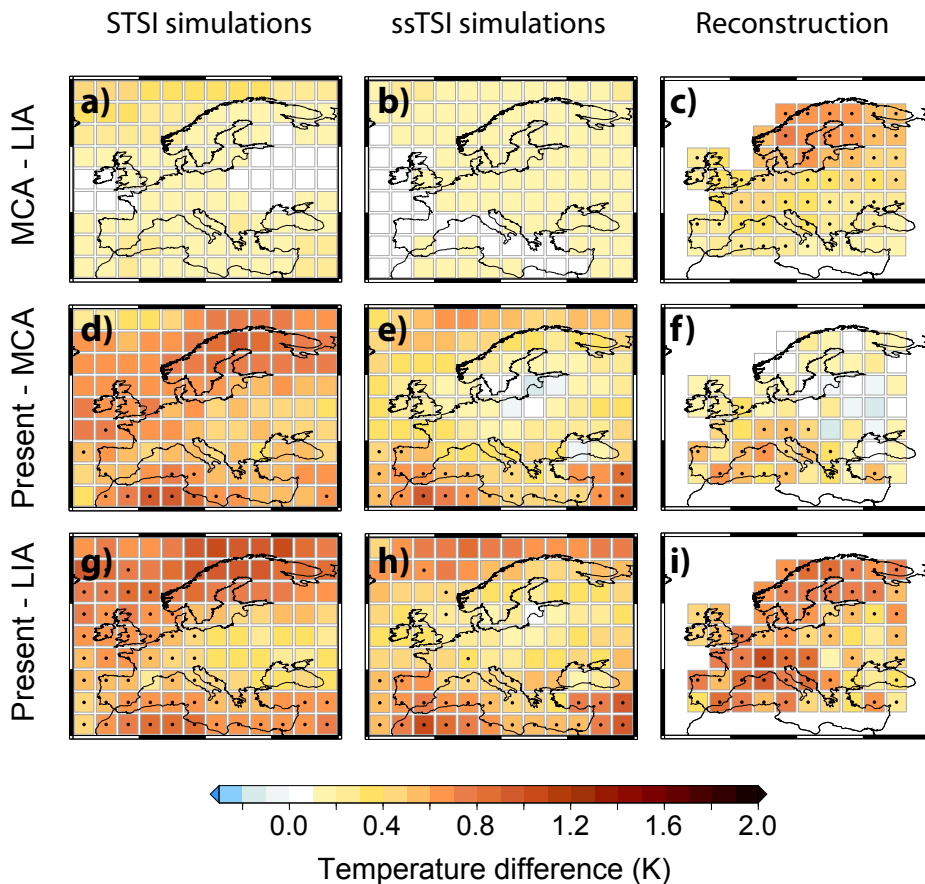 STSI simulations ssTSI simulations Reconstruction
MCA - LIA
a) b) c)
Present - MCA
d) e) f)
Present - LIA
g) h) i)
0.0 0.4 0.8 1.2 1.6 2.0
Temperature difference (K)